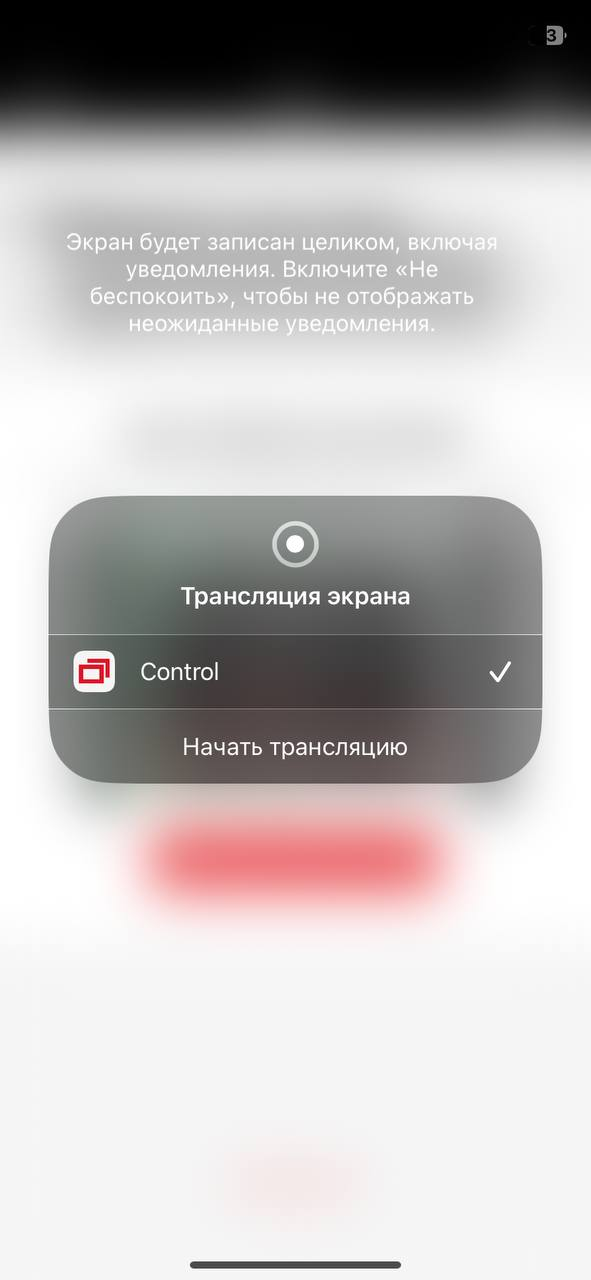 Экран будет записан целиком, включая
уведомления. Включите «Не
беспокоить», чтобы не отображать
неожиданные уведомления.
Трансляция экрана
Control
Начать трансляцию